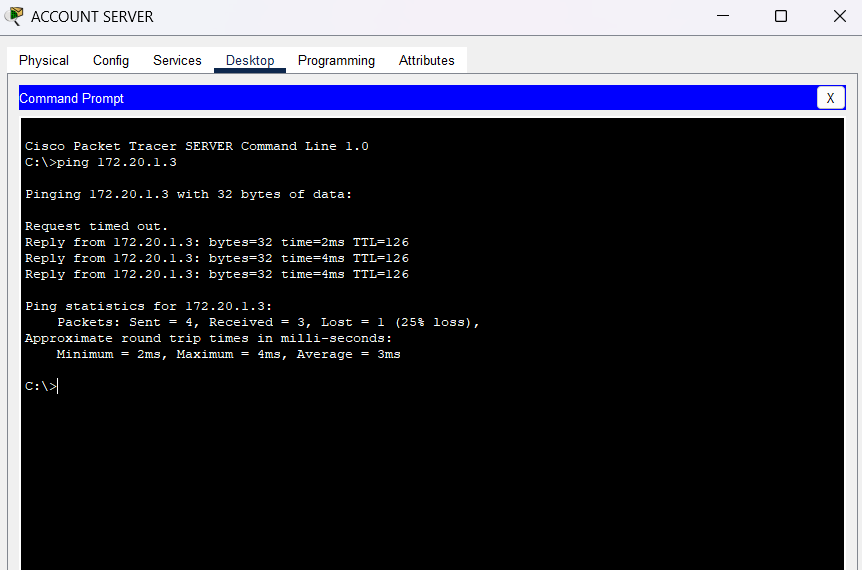 ACCOUNT SERVER
Physical Config Services Desktop Programming Attributes
Command Prompt X
Cisco Packet Tracer SERVER Command Line 1.0
C:\>ping 172.20.1.3
Pinging 172.20.1.3 with 32 bytes of data:
Request timed out.
Reply from 172.20.1.3: bytes=32 time=2ms TTL=126
Reply from 172.20.1.3: bytes=32 time=4ms TTL=126
Reply from 172.20.1.3: bytes=32 time=4ms TTL=126
Ping statistics for 172.20.1.3:
Packets: Sent = 4, Received = 3, Lost = 1 (25% loss),
Approximate round trip times in milli-seconds:
Minimum = 2ms, Maximum = 4ms, Average = 3ms
C:\>